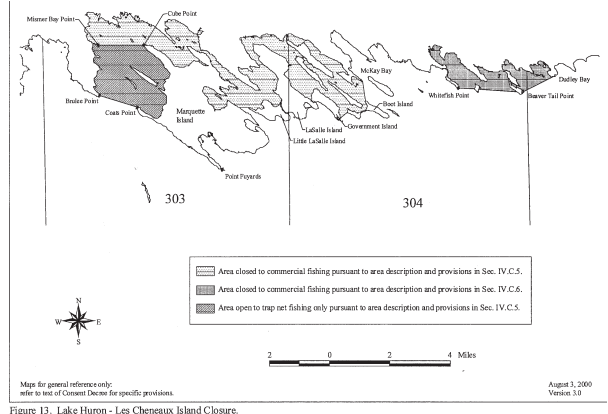 Mismer Bay Point
Cube Point
McKay Bay
Dudley Bay
Brulee Point
Marquette
Island
Boot Island
Whitefish Point
Beaver Tail Point
Coats Point
LaSalle Island
Government Island
Little LaSalle Island
Point Fuyards
303
304
Area closed to commercial fishing pursuant to area description and provisions in Sec. IV.C.5.
Area closed to commercial fishing pursuant to area description and provisions in Sec. IV.C.6.
Area open to trap net fishing only pursuant to area description and provisions in Sec. IV.C.5.
N
W E
S
2 0 2 4 Miles
Maps for general reference only:
refer to text of Consent Decree for specific provisions.
August 3, 2000
Version 3.0
Figure 13. Lake Huron - Les Cheneaux Island Closure.